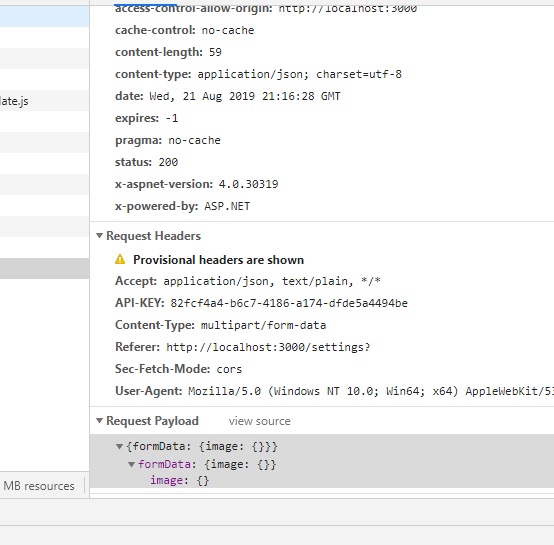 access-control-allow-origin: http://localhost:3000
cache-control: no-cache
content-length: 59
content-type: application/json; charset=utf-8
late.js
date: Wed, 21 Aug 2019 21:16:28 GMT
expires: -1
pragma: no-cache
status: 200
x-aspnet-version: 4.0.30319
x-powered-by: ASP.NET
Request Headers
Provisional headers are shown
Accept: application/json, text/plain, */*
API-KEY: 82fcf4a4-b6c7-4186-a174-dfde5a4494be
Content-Type: multipart/form-data
Referer: http://localhost:3000/settings?
Sec-Fetch-Mode: cors
User-Agent: Mozilla/5.0 (Windows NT 10.0; Win64; x64) AppleWebKit/53
Request Payload view source
{formData: {image: {}}}
formData: {image: {}}
image: {}
MB resources